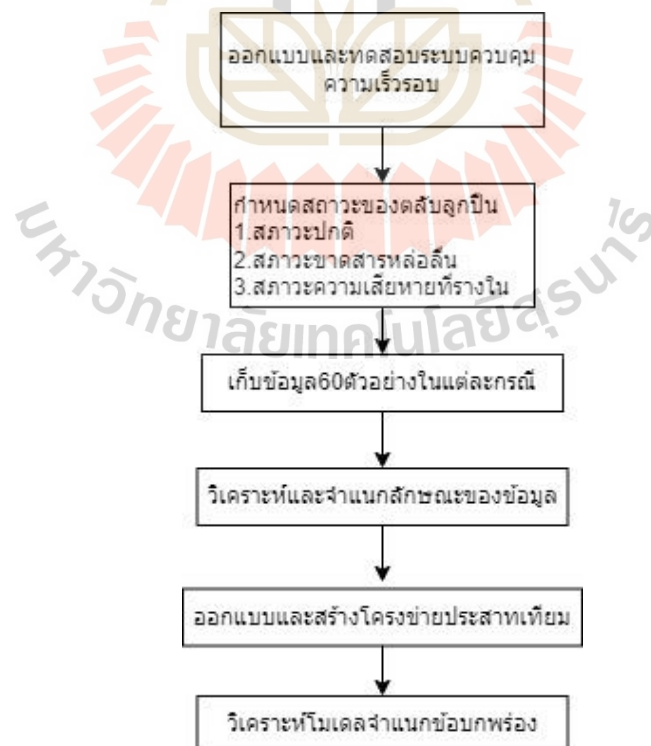 ออกแบบและทดสอบระบบควบคุม
ความเร็วรอบ
กำหนดสถาวะของตลับลูกปืน
1.สภาวะปกติ
2.สภาวะขาดสารหล่อลื่น
3.สภาวะความเสียหายที่รางใน
มหาวิทยาลัยเทคโนโลยีสุรนารี
เก็บข้อมูล60ตัวอย่างในแต่ละกรณี
วิเคราะห์และจำแนกลักษณะของข้อมูล
ออกแบบและสร้างโครงข่ายประสาทเทียม
วิเคราะห์โมเดลจำแนกข้อบกพร่อง